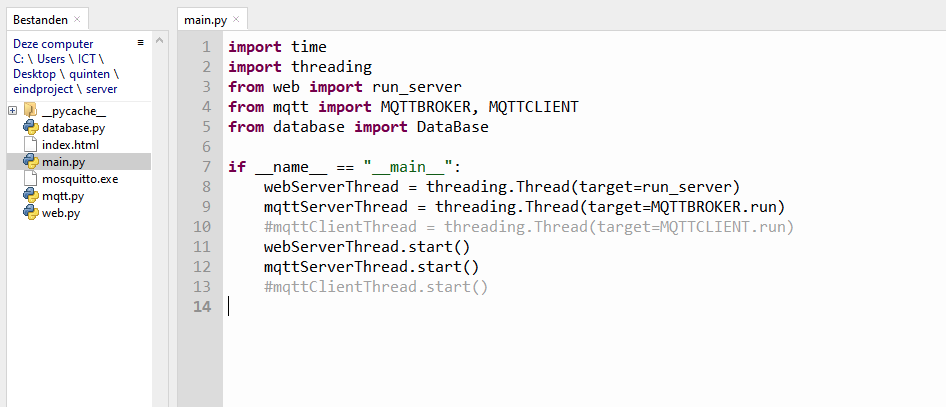 Bestanden ×
Deze computer ≡
C: \ Users \ ICT \
Desktop \ quinten \
eindproject \ server
__pycache__
database.py
index.html
main.py
mosquitto.exe
mqtt.py
web.py
main.py ×
1 import time
2 import threading
3 from web import run_server
4 from mqtt import MQTTBROKER, MQTTCLIENT
5 from database import DataBase
6
7 if __name__ == "__main__":
8     webServerThread = threading.Thread(target=run_server)
9     mqttServerThread = threading.Thread(target=MQTTBROKER.run)
10     #mqttClientThread = threading.Thread(target=MQTTCLIENT.run)
11     webServerThread.start()
12     mqttServerThread.start()
13     #mqttClientThread.start()
14